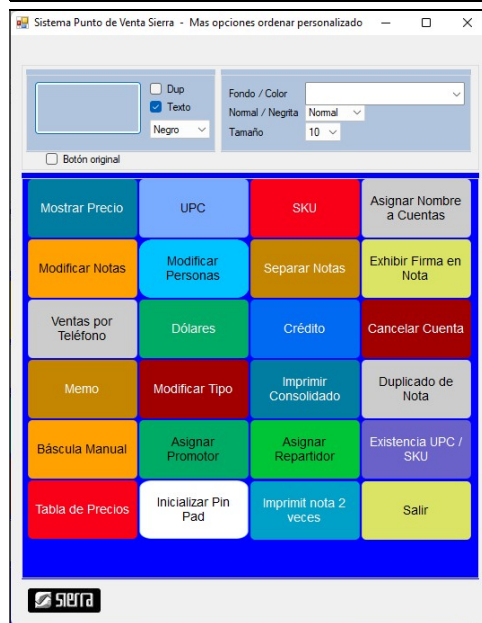 Sistema Punto de Venta Sierra - Mas opciones ordenar personalizado
Dup
Texto
Negro
Botón original
Fondo / Color
Normal / Negrita Normal
Tamaño 10
Mostrar Precio
UPC
SKU
Asignar Nombre
a Cuentas
Modificar Notas
Modificar
Personas
Separar Notas
Exhibir Firma en
Nota
Ventas por
Teléfono
Dólares
Crédito
Cancelar Cuenta
Memo
Modificar Tipo
Imprimir
Consolidado
Duplicado de
Nota
Báscula Manual
Asignar
Promotor
Asignar
Repartidor
Existencia UPC /
SKU
Tabla de Precios
Inicializar Pin
Pad
Imprimit nota 2
veces
Salir
sierra